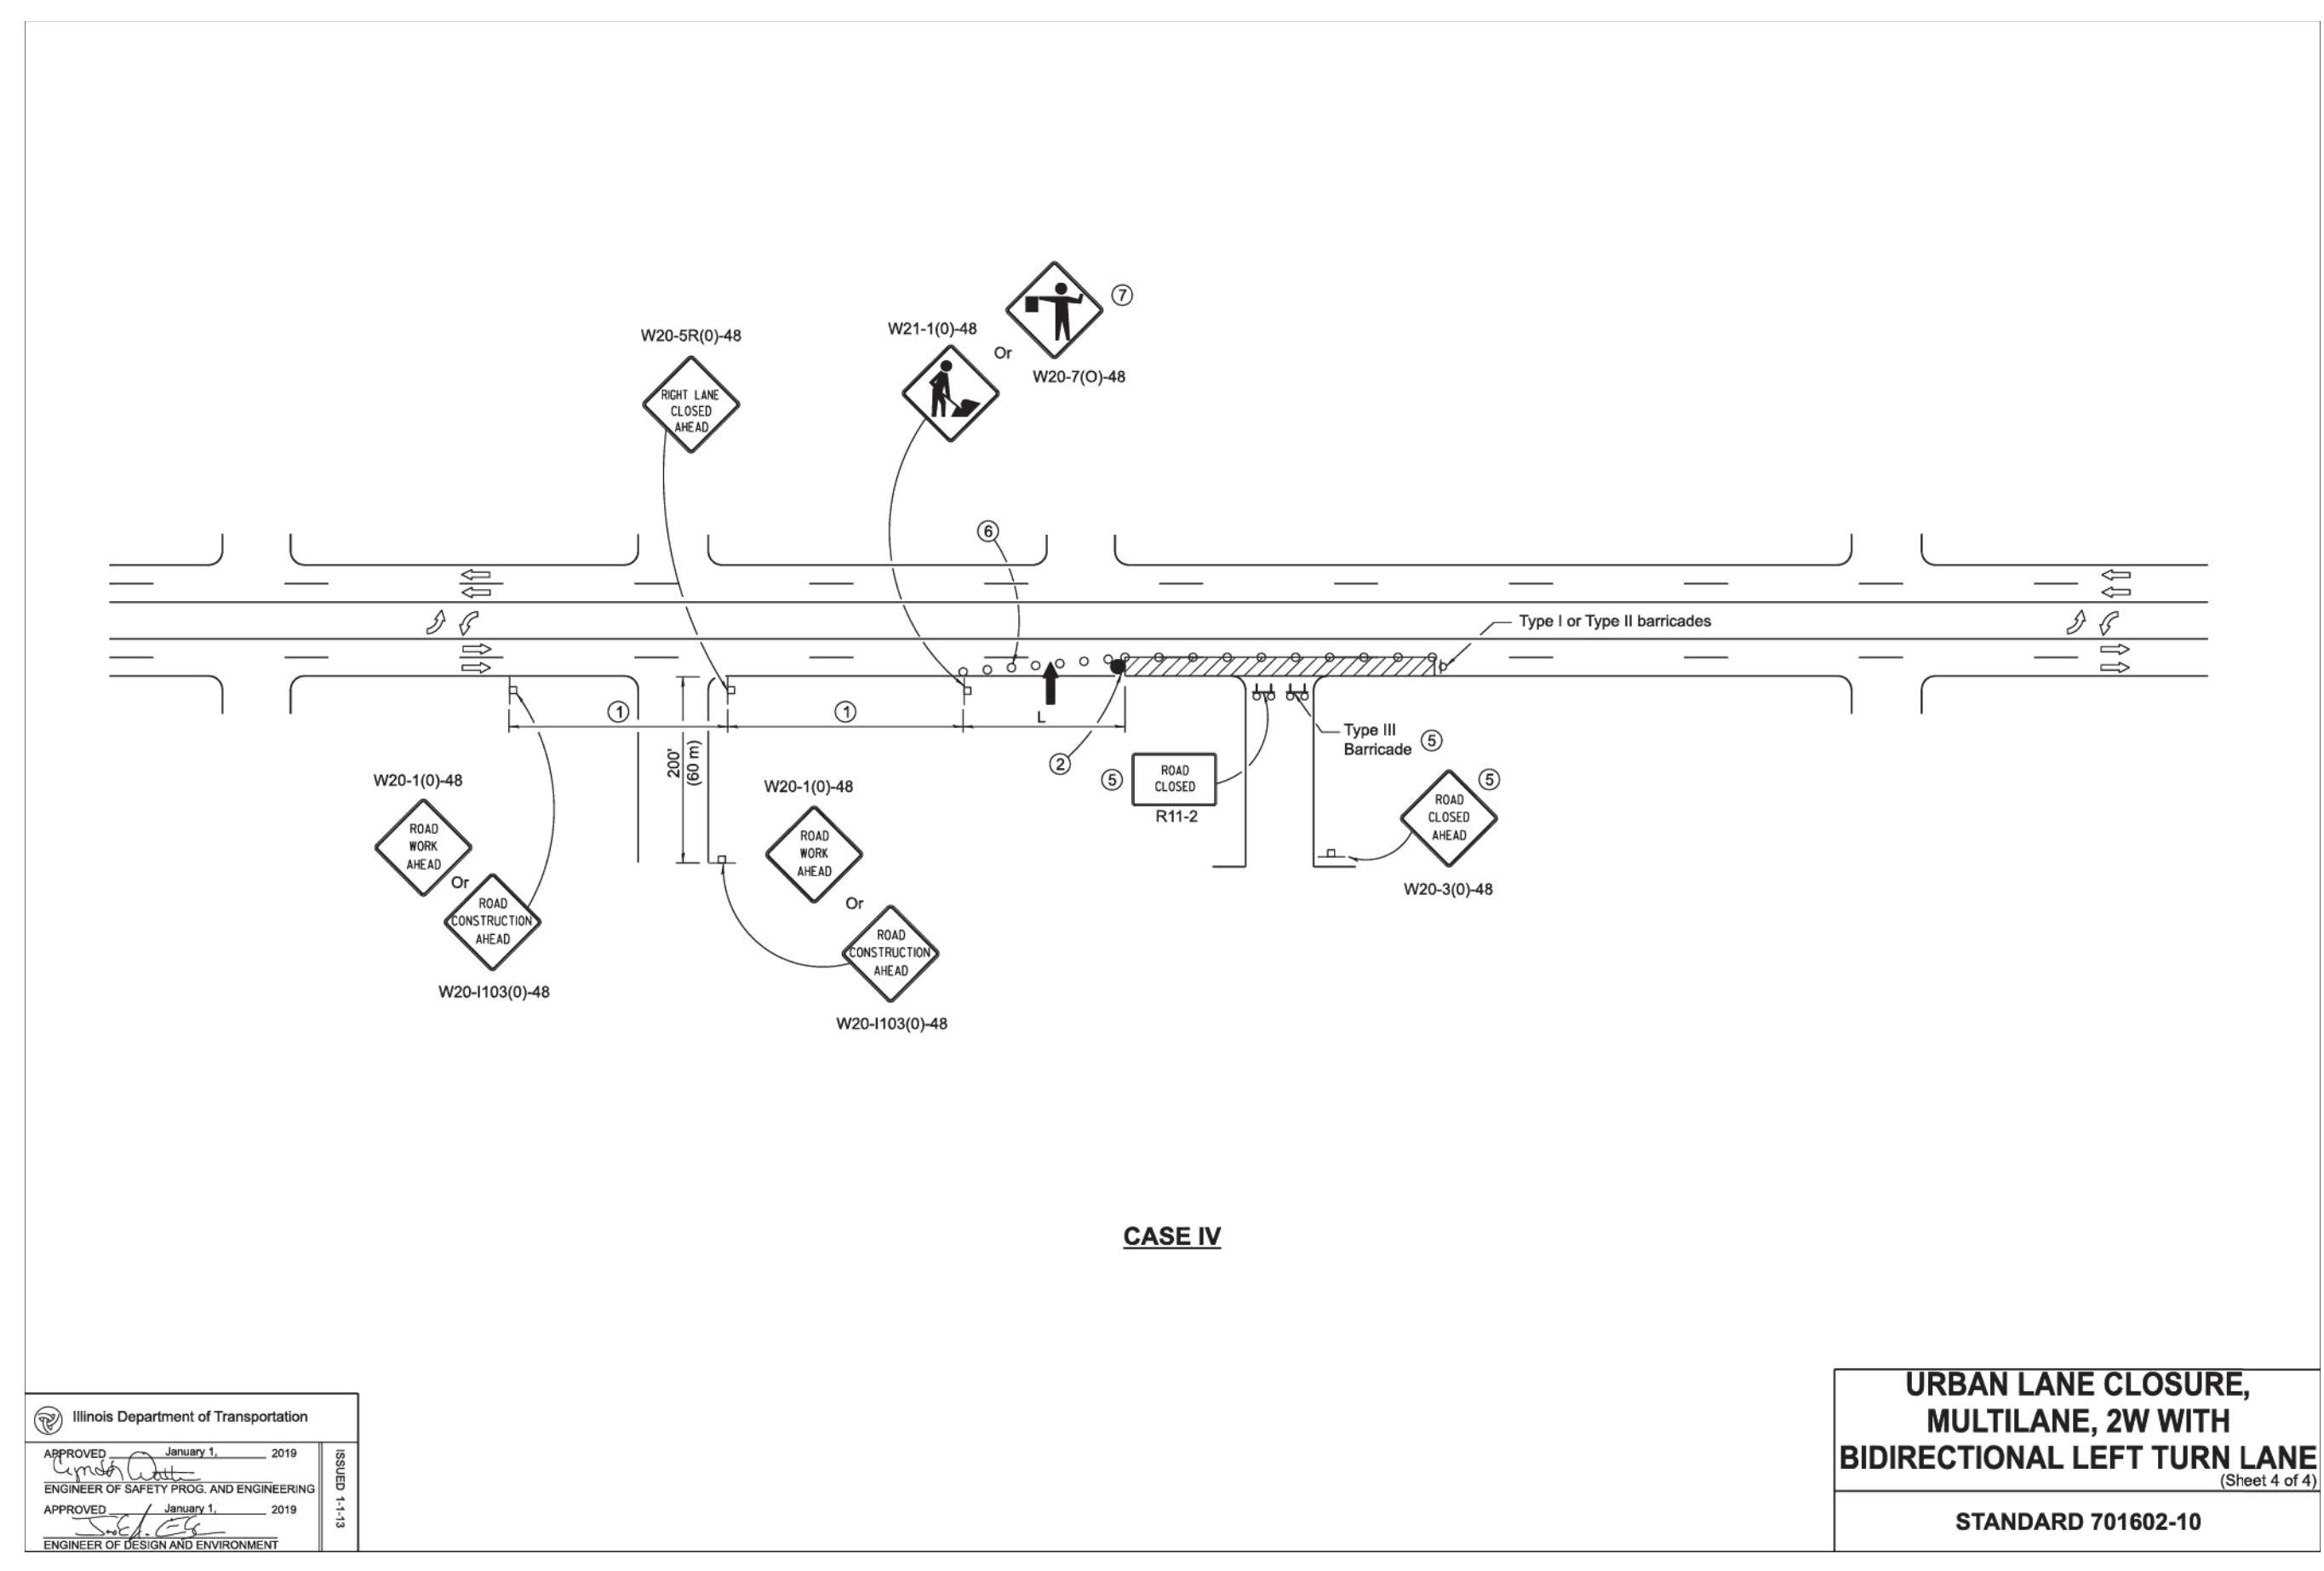 ⑦
W20-5R(0)-48
W21-1(0)-48
Or
W20-7(O)-48
RIGHT LANE
CLOSED
AHEAD
⑥
Type I or Type II barricades
①
①
L
200'
(60 m)
②
Type III
Barricade
⑤
⑤
ROAD
CLOSED
R11-2
⑤
ROAD
CLOSED
AHEAD
W20-3(0)-48
W20-1(0)-48
ROAD
WORK
AHEAD
Or
ROAD
CONSTRUCTION
AHEAD
W20-I103(0)-48
W20-1(0)-48
ROAD
WORK
AHEAD
Or
ROAD
CONSTRUCTION
AHEAD
W20-I103(0)-48
CASE IV
Illinois Department of Transportation
APPROVED January 1, 2019
ENGINEER OF SAFETY PROG. AND ENGINEERING
APPROVED January 1, 2019
ENGINEER OF DESIGN AND ENVIRONMENT
ISSUED 1-1-13
URBAN LANE CLOSURE,
MULTILANE, 2W WITH
BIDIRECTIONAL LEFT TURN LANE
(Sheet 4 of 4)
STANDARD 701602-10